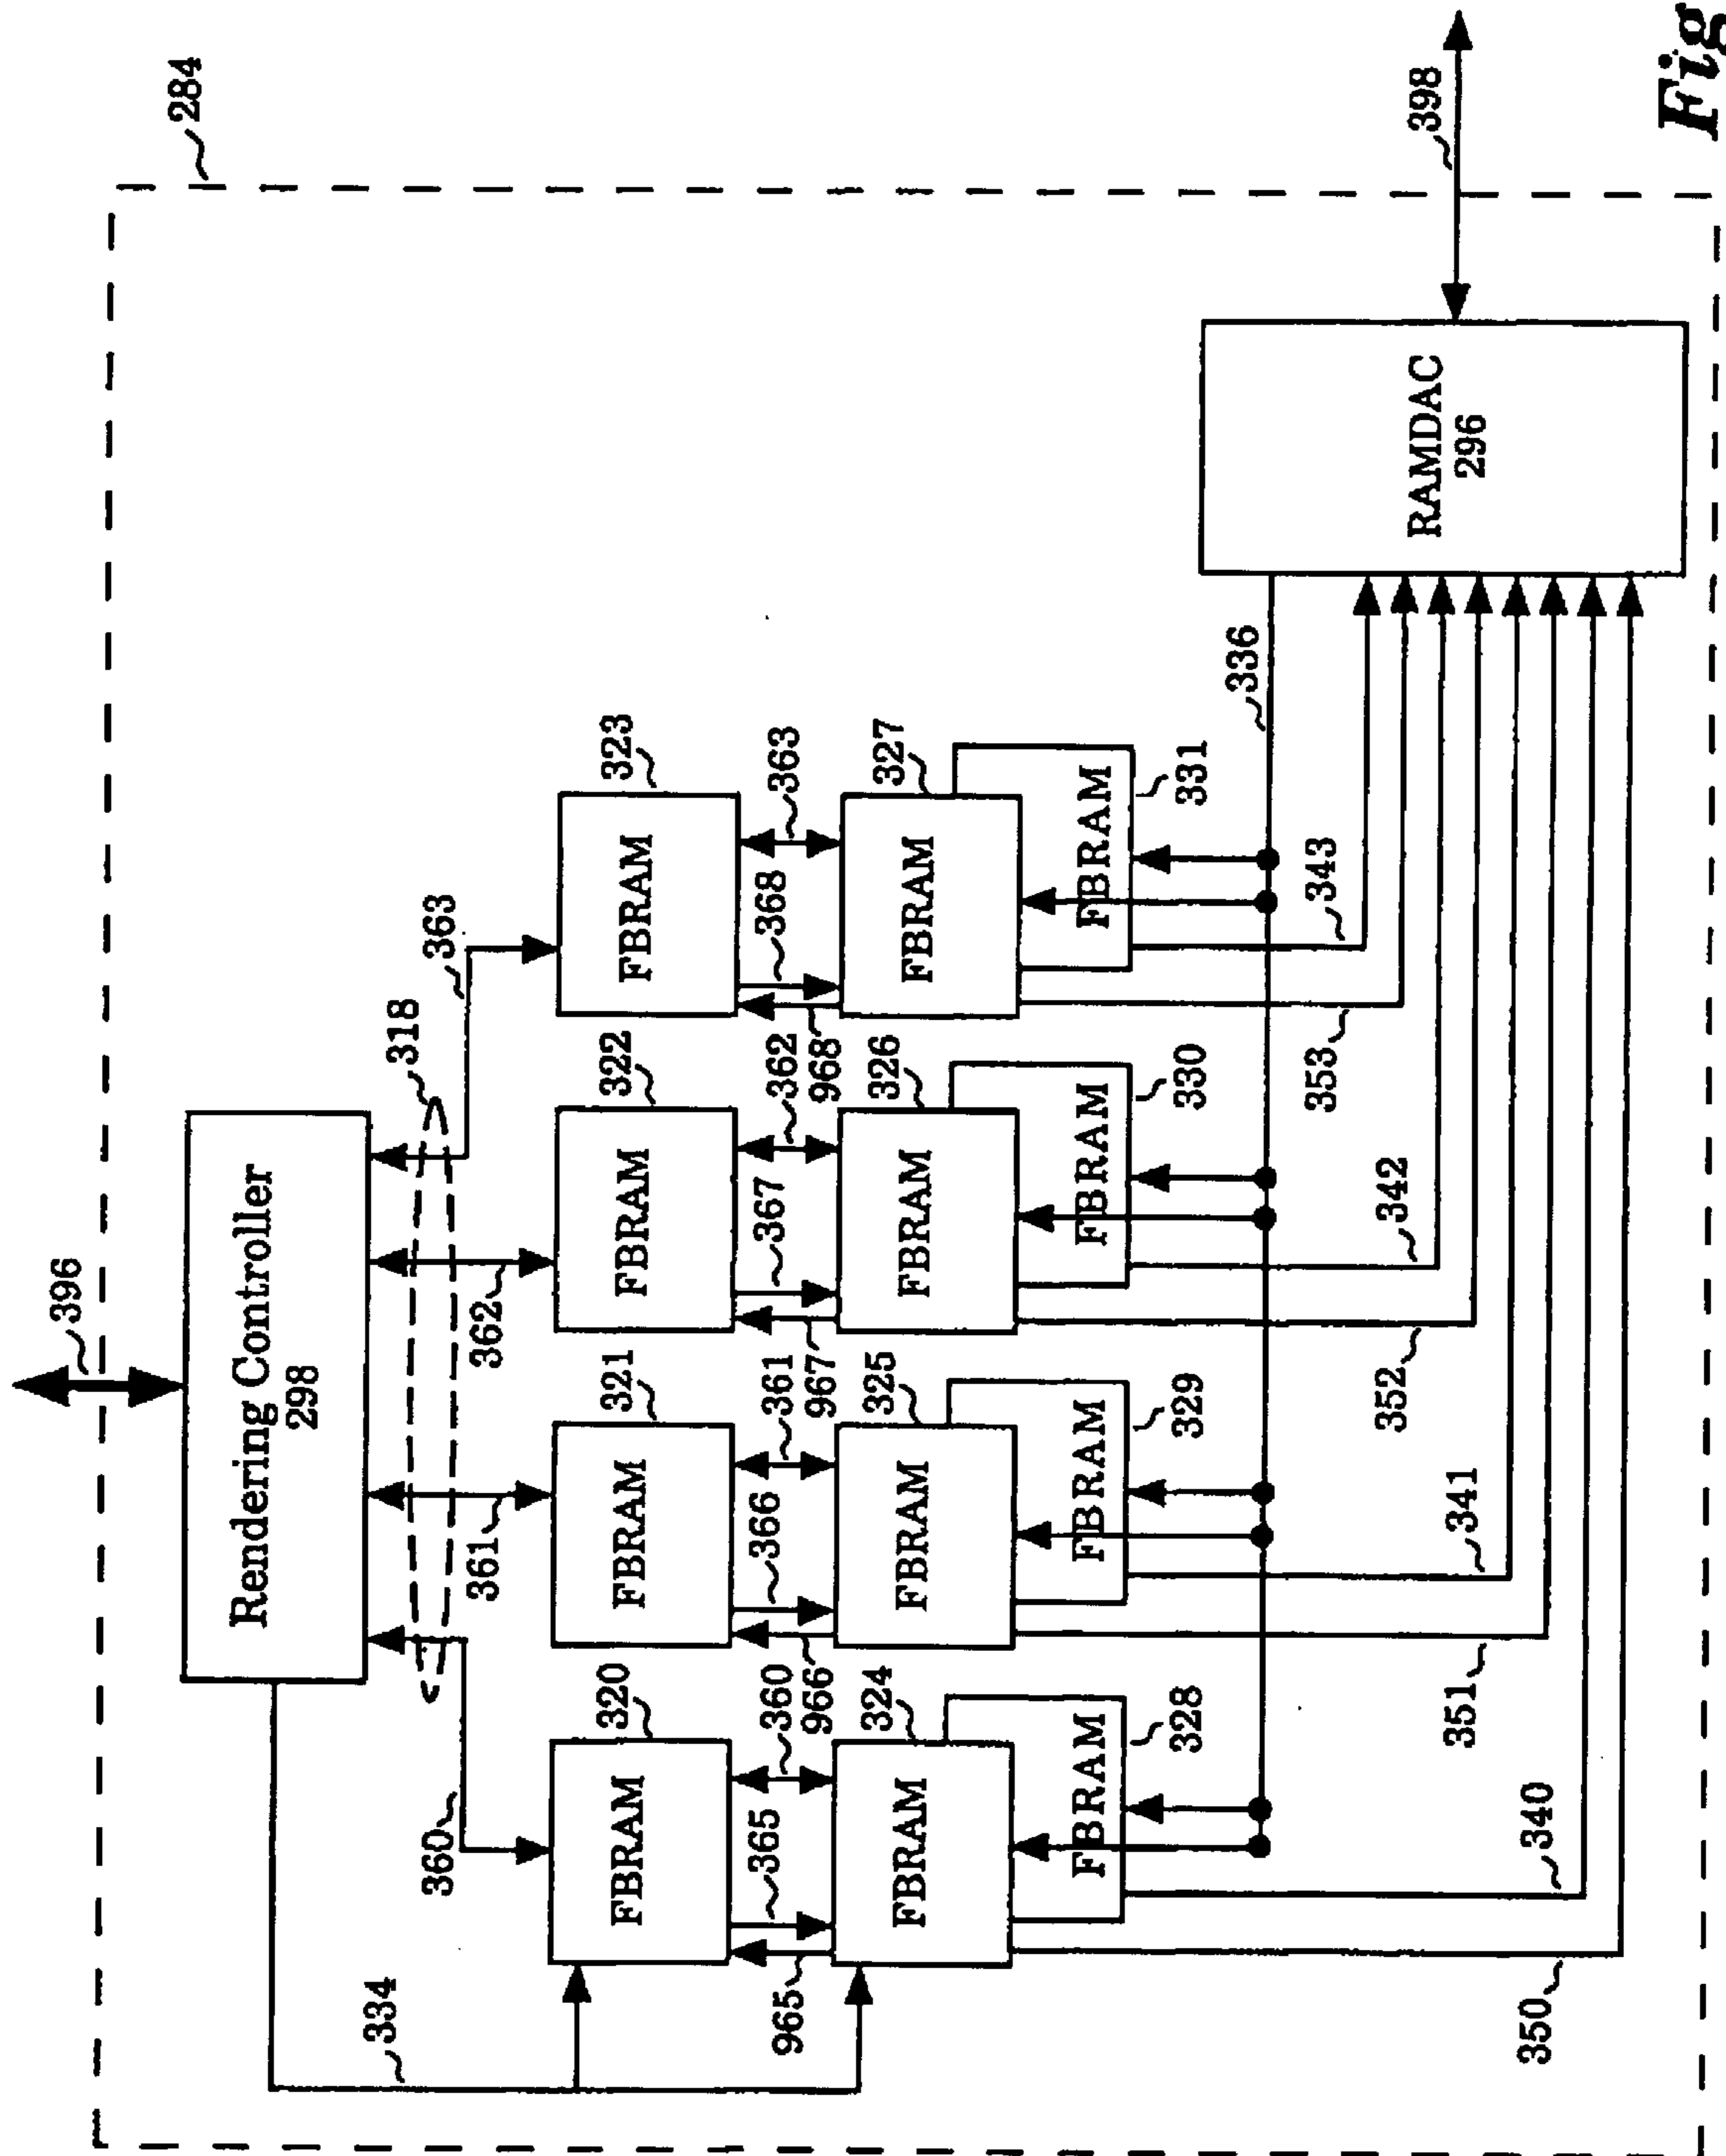 396
284
Rendering Controller
298
334
318
360
361
362
363
320
321
322
323
FBRAM
FBRAM
FBRAM
FBRAM
965
365
360
966
366
361
967
367
362
968
368
363
324
325
326
327
FBRAM
FBRAM
FBRAM
FBRAM
FBRAM
FBRAM
FBRAM
FBRAM
328
329
330
331
336
350
340
351
341
352
342
353
343
RAMDAC
296
398
Fig